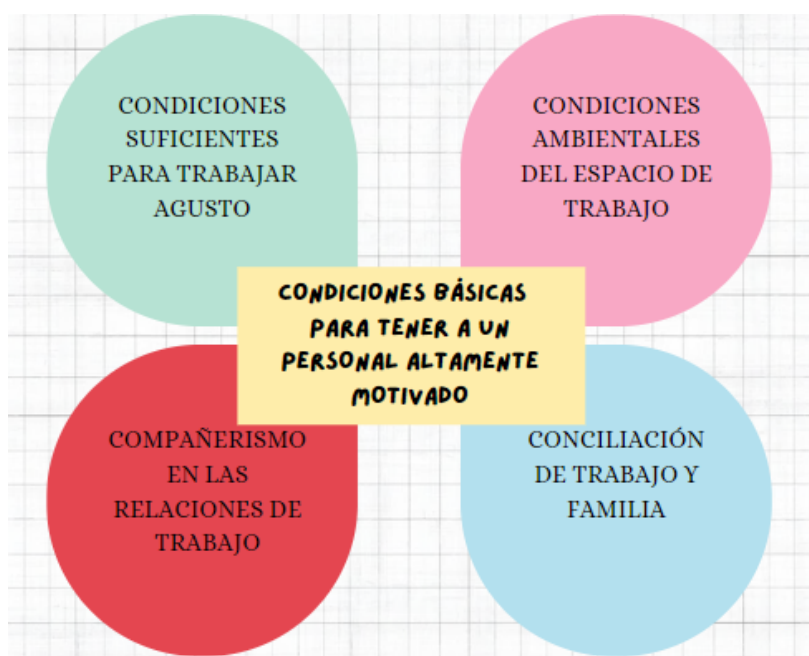 CONDICIONES
SUFICIENTES
PARA TRABAJAR
AGUSTO
CONDICIONES
AMBIENTALES
DEL ESPACIO DE
TRABAJO
CONDICIONES BÁSICAS
PARA TENER A UN
PERSONAL ALTAMENTE
MOTIVADO
COMPAÑERISMO
EN LAS
RELACIONES DE
TRABAJO
CONCILIACIÓN
DE TRABAJO Y
FAMILIA